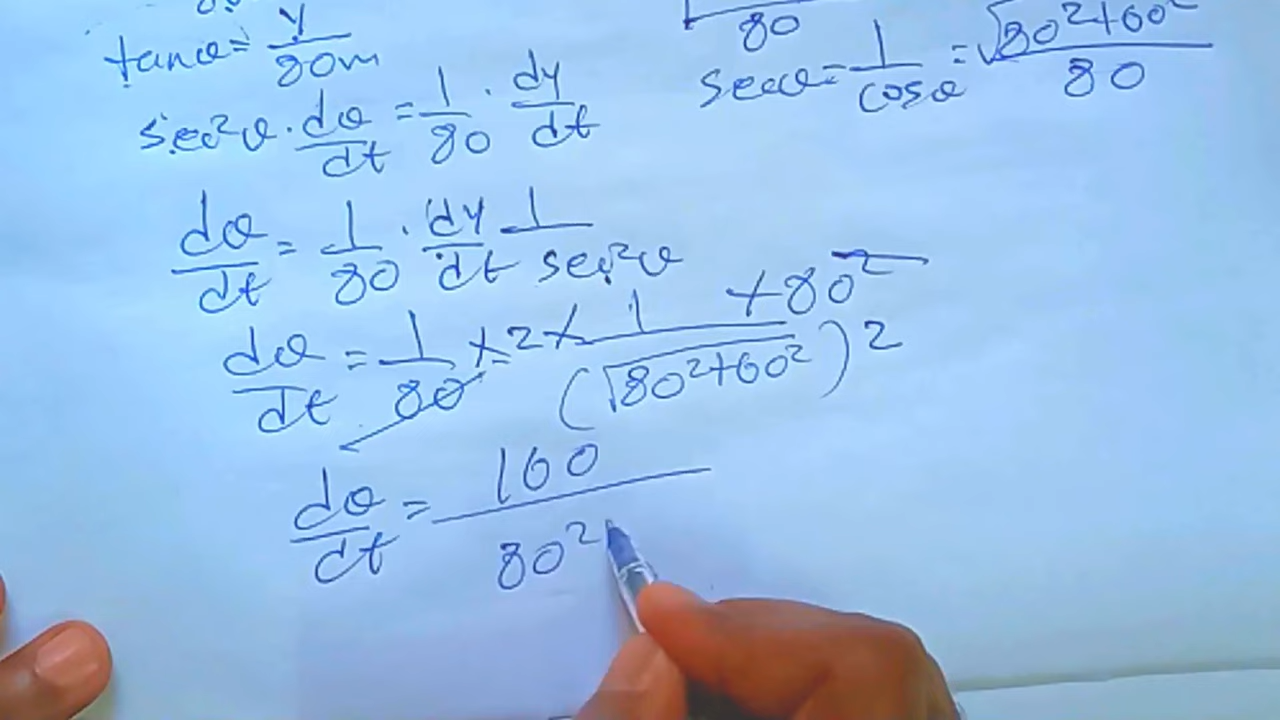 tanθ = y/80m
80
secθ = 1/cosθ = √80²+60²/80
sec²θ · dθ/dt = 1/80 · dy/dt
dθ/dt = 1/80 · dy/dt 1/sec²θ
dθ/dt = 1/80 × 2 × 1/(√80²+60²)² × 80²
dθ/dt = 160/80²